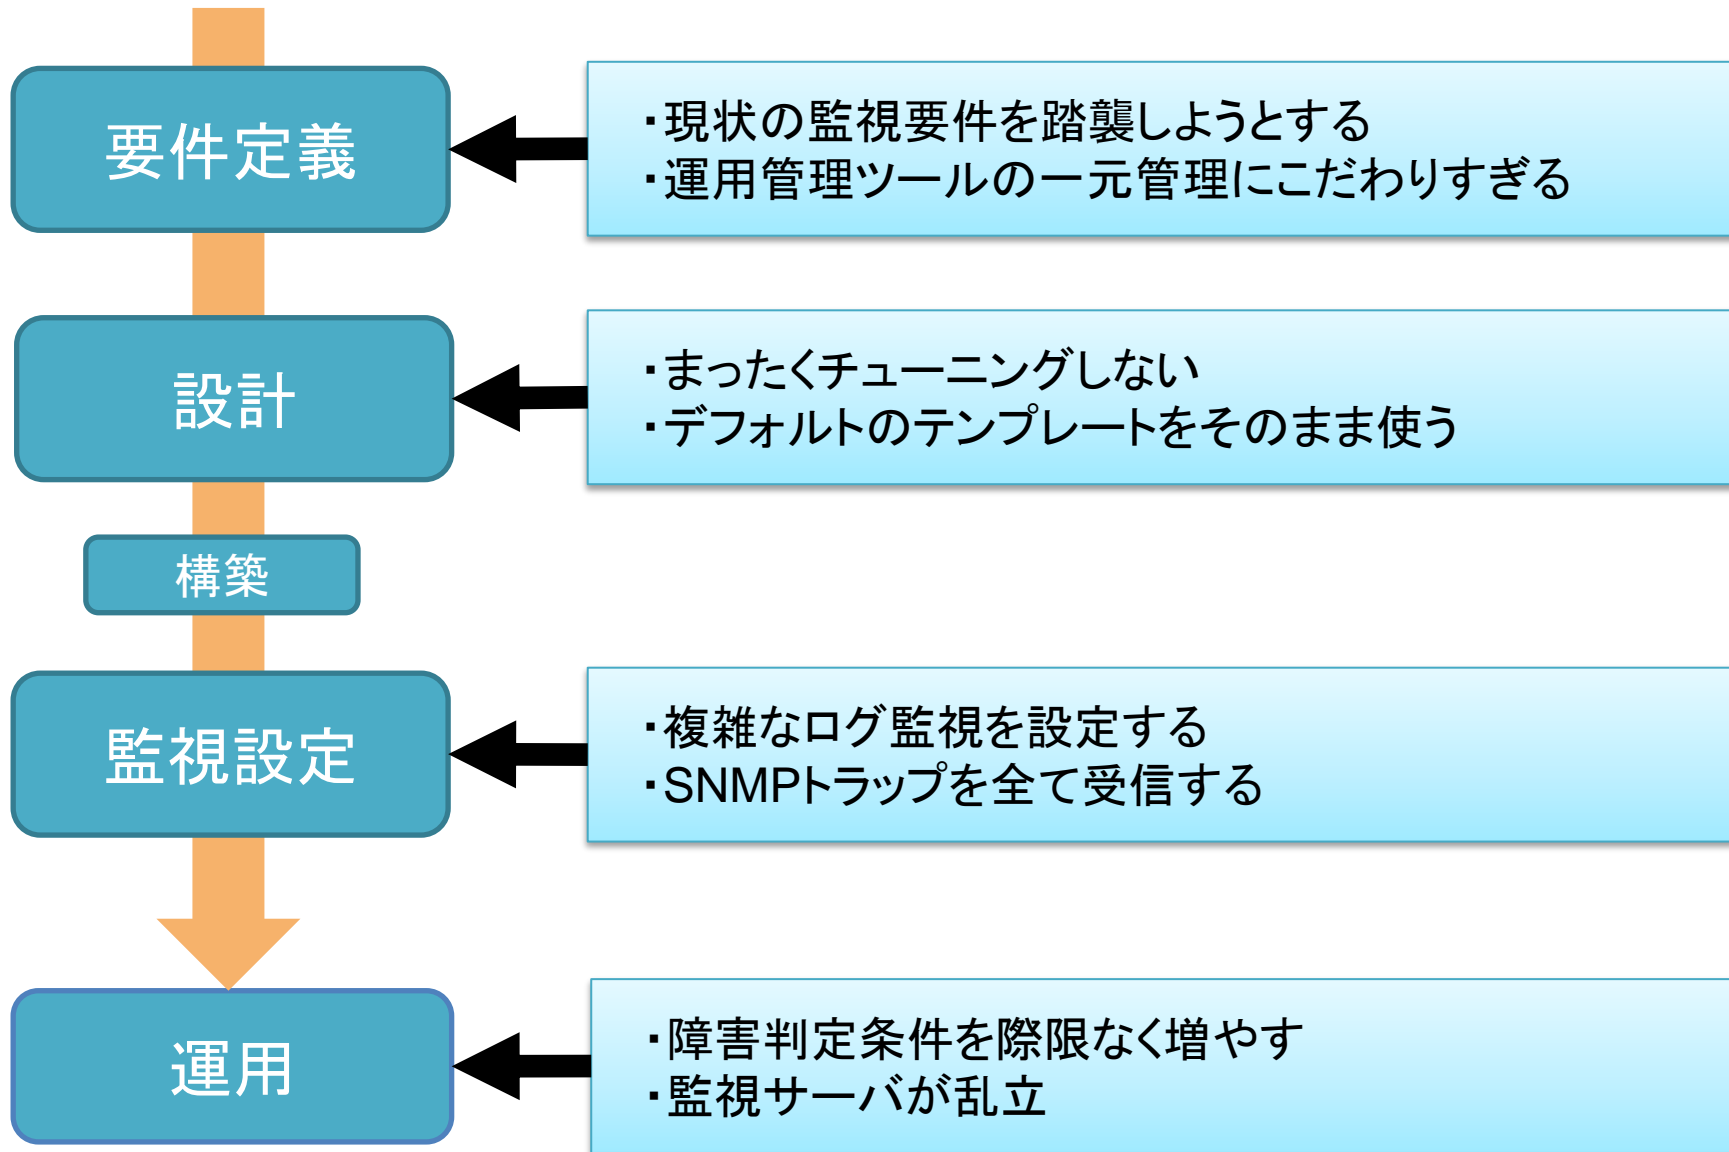 要件定義
・現状の監視要件を踏襲しようとする
・運用管理ツールの一元管理にこだわりすぎる
設計
・まったくチューニングしない
・デフォルトのテンプレートをそのまま使う
構築
監視設定
・複雑なログ監視を設定する
・SNMPトラップを全て受信する
運用
・障害判定条件を際限なく増やす
・監視サーバが乱立